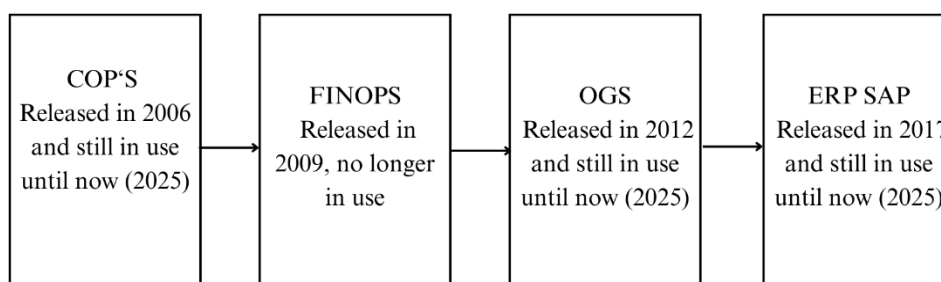 COP‘S
Released in 2006
and still in use
until now (2025)
FINOPS
Released in
2009, no longer
in use
OGS
Released in 2012
and still in use
until now (2025)
ERP SAP
Released in 2017
and still in use
until now (2025)